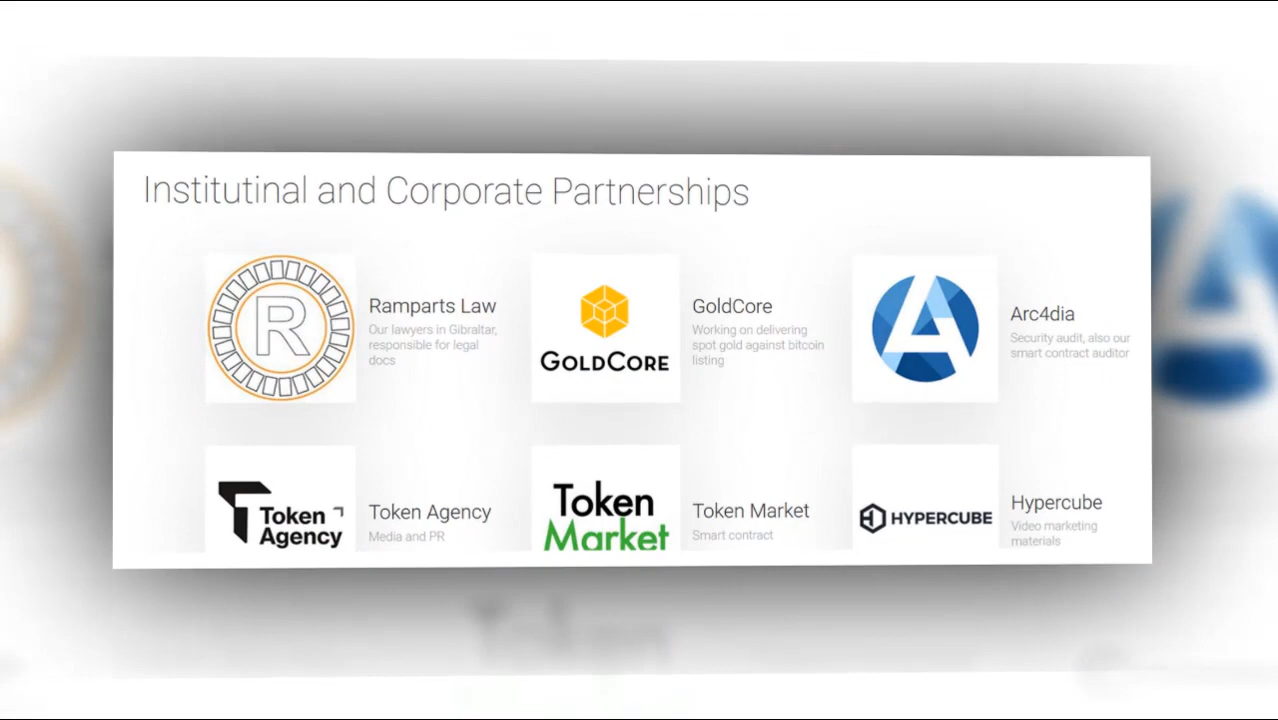 Institutinal and Corporate Partnerships
R
Ramparts Law
Our lawyers in Gibraltar,
responsible for legal
docs
GOLDCORE
GoldCore
Working on delivering
spot gold against bitcoin
listing
A
Arc4dia
Security audit, also our
smart contract auditor
Token
Agency
Token Agency
Media and PR
Token
Market
Token Market
Smart contract
HYPERCUBE
Hypercube
Video marketing
materials
Token